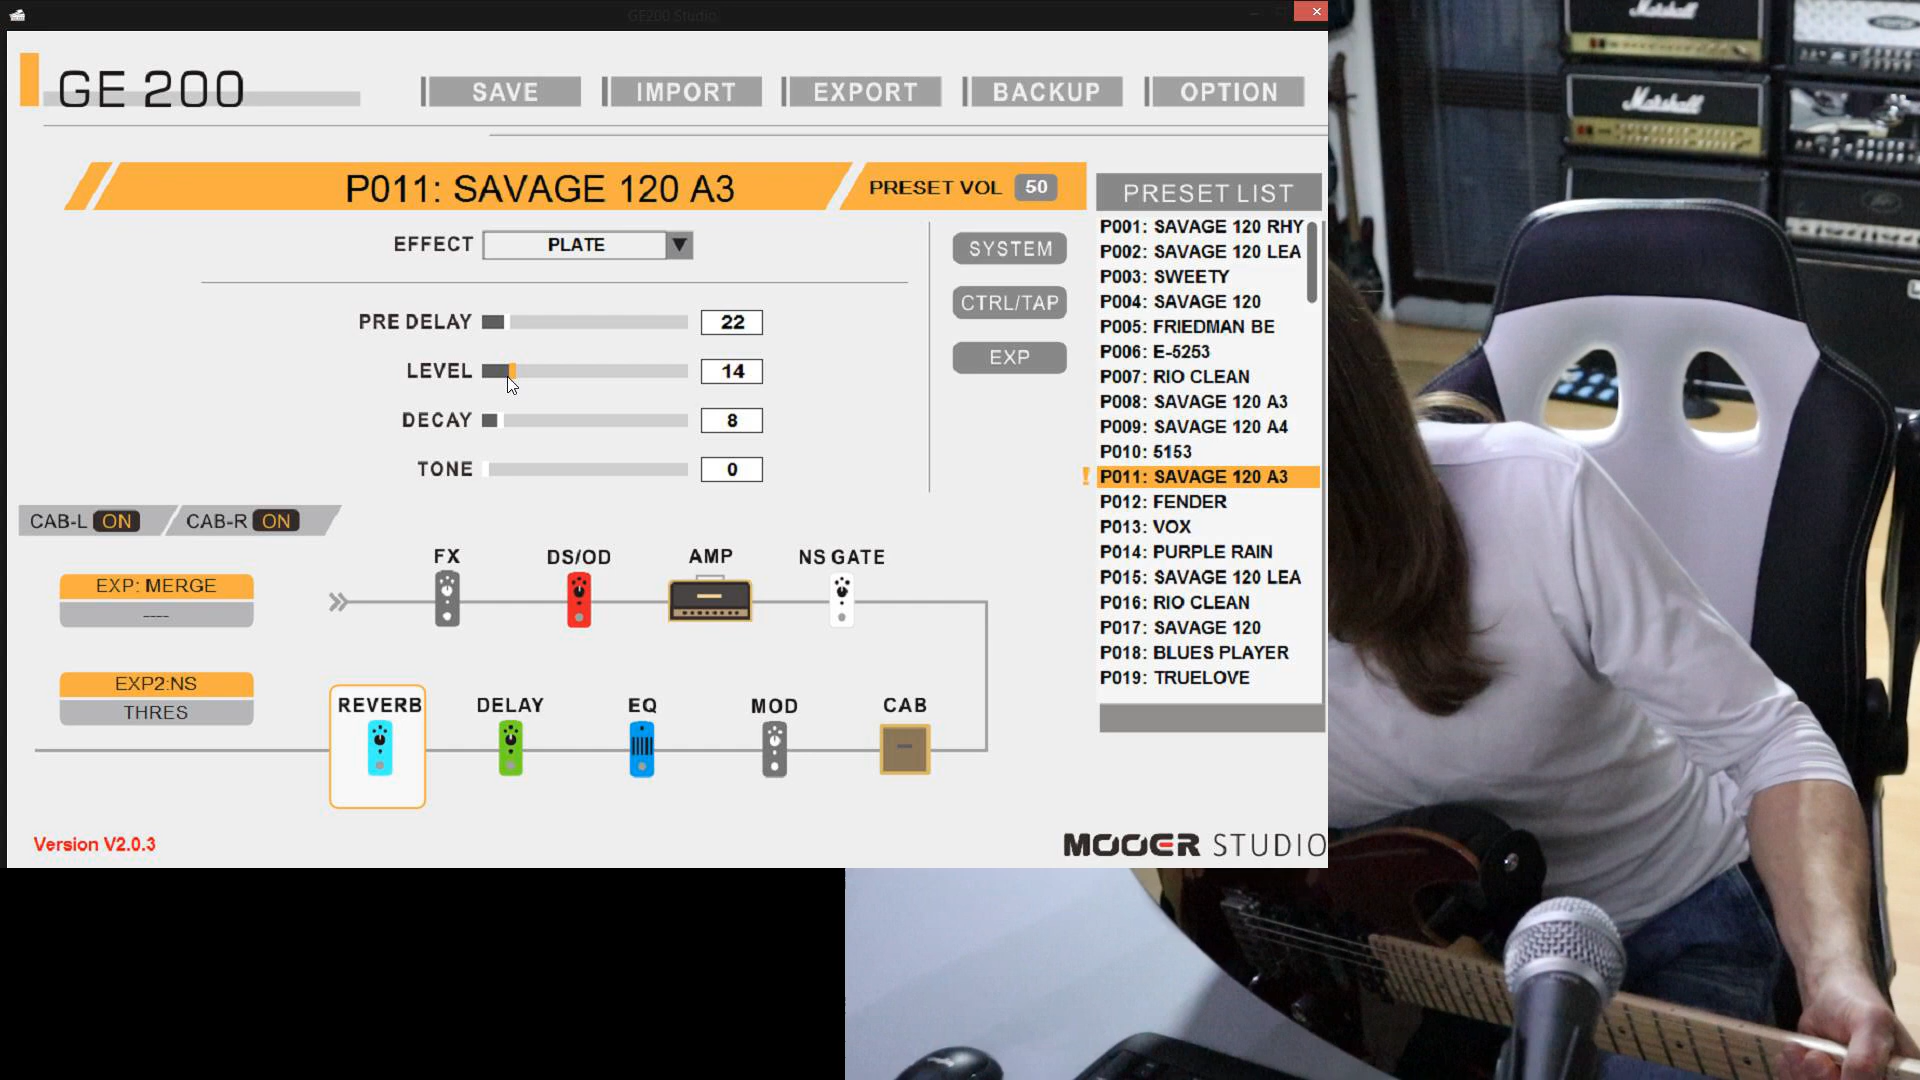 GE200 Studio
GE 200
SAVE
IMPORT
EXPORT
BACKUP
OPTION
P011: SAVAGE 120 A3
PRESET VOL 50
PRESET LIST
EFFECT PLATE
PRE DELAY 22
LEVEL 14
DECAY 8
TONE 0
SYSTEM
CTRL/TAP
EXP
P001: SAVAGE 120 RHY
P002: SAVAGE 120 LEA
P003: SWEETY
P004: SAVAGE 120
P005: FRIEDMAN BE
P006: E-5253
P007: RIO CLEAN
P008: SAVAGE 120 A3
P009: SAVAGE 120 A4
P010: 5153
! P011: SAVAGE 120 A3
P012: FENDER
P013: VOX
P014: PURPLE RAIN
P015: SAVAGE 120 LEA
P016: RIO CLEAN
P017: SAVAGE 120
P018: BLUES PLAYER
P019: TRUELOVE
CAB-L ON
CAB-R ON
EXP: MERGE
----
EXP2:NS
THRES
FX
DS/OD
AMP
NS GATE
REVERB
DELAY
EQ
MOD
CAB
Version V2.0.3
MOOER STUDIO
Marshall
Marshall